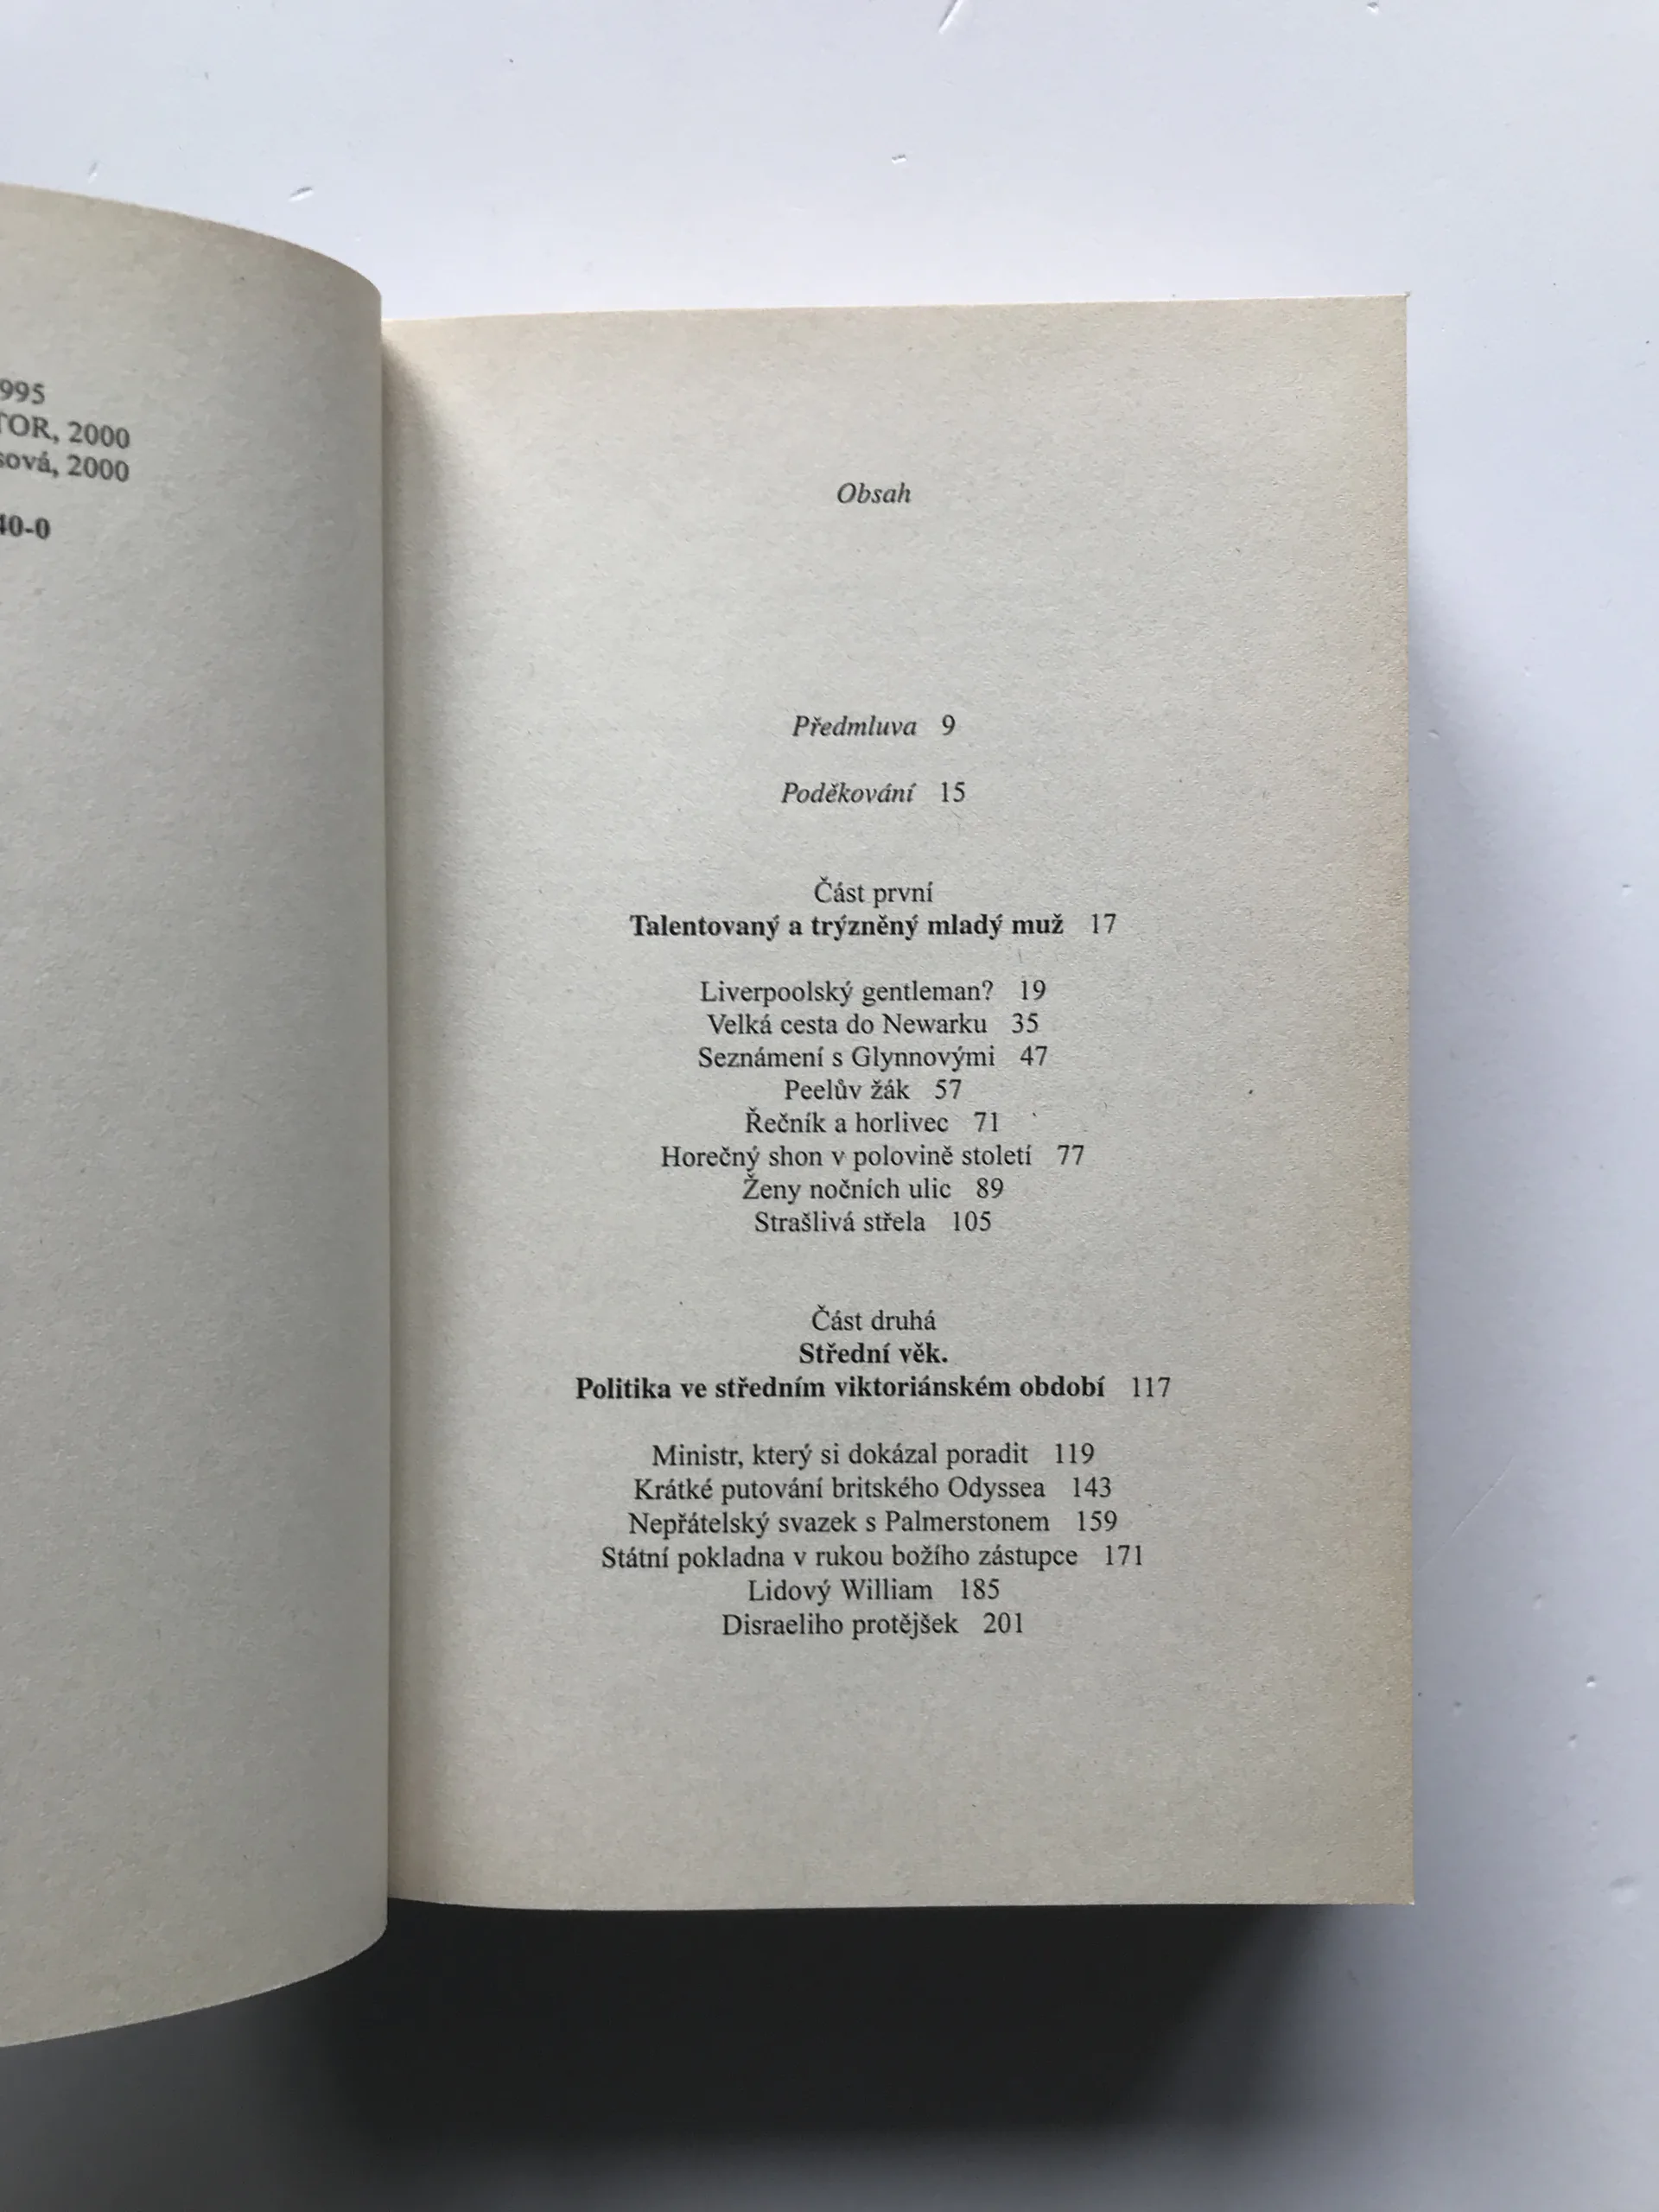 995
TOR, 2000
sová, 2000
40-0
Obsah
Předmluva 9
Poděkování 15
Část první
Talentovaný a trýzněný mladý muž 17
Liverpoolský gentleman? 19
Velká cesta do Newarku 35
Seznámení s Glynnovými 47
Peelův žák 57
Řečník a horlivec 71
Horečný shon v polovině století 77
Ženy nočních ulic 89
Strašlivá střela 105
Část druhá
Střední věk.
Politika ve středním viktoriánském období 117
Ministr, který si dokázal poradit 119
Krátké putování britského Odyssea 143
Nepřátelský svazek s Palmerstonem 159
Státní pokladna v rukou božího zástupce 171
Lidový William 185
Disraeliho protějšek 201